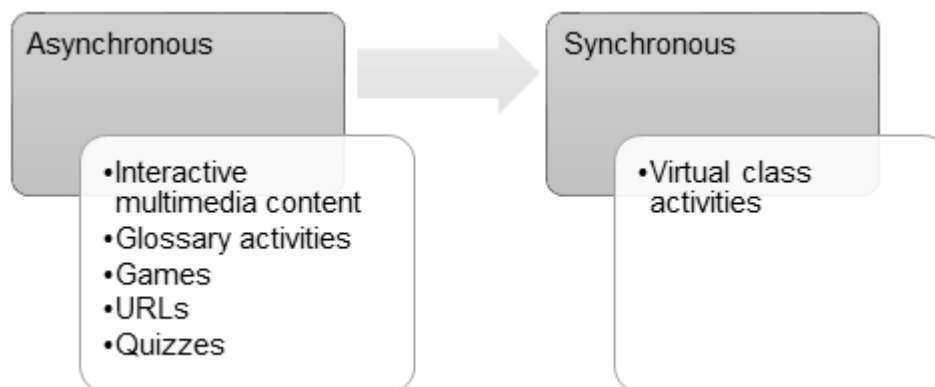 Asynchronous
•Interactive
multimedia content
•Glossary activities
•Games
•URLs
•Quizzes
Synchronous
•Virtual class
activities